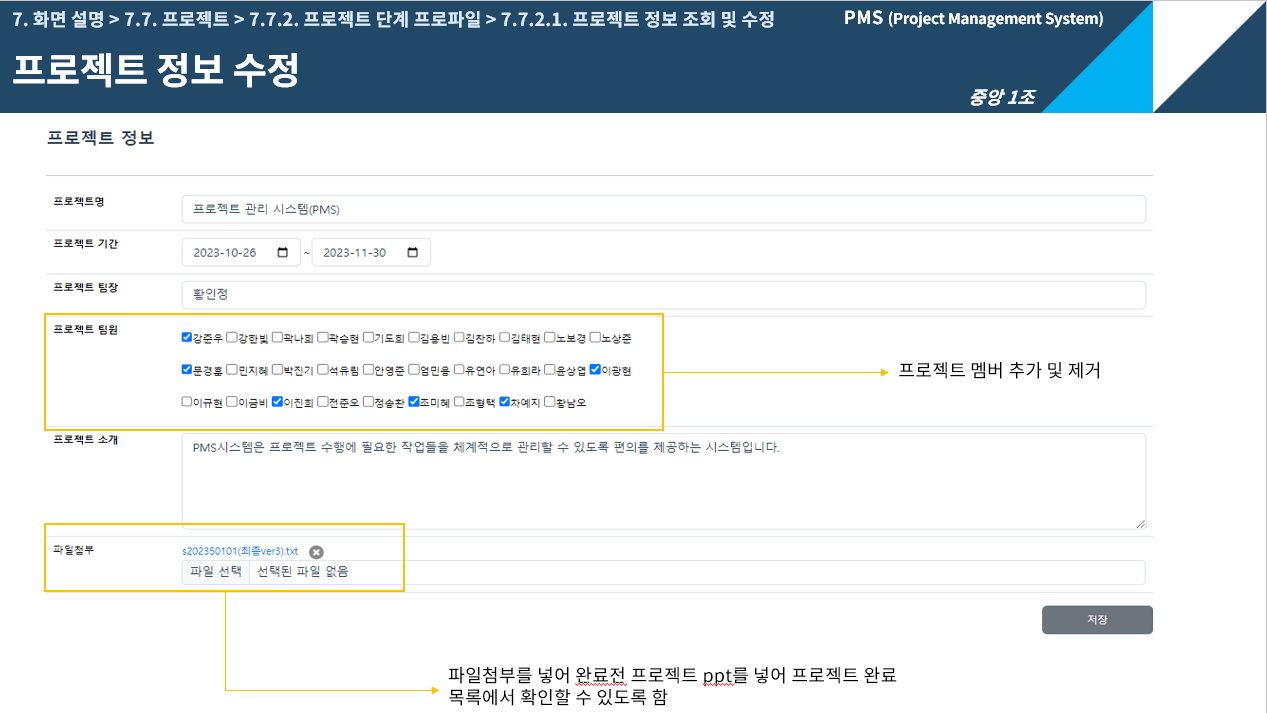 7. 화면 설명 > 7.7. 프로젝트 > 7.7.2. 프로젝트 단계 프로파일 > 7.7.2.1. 프로젝트 정보 조회 및 수정
PMS (Project Management System)
프로젝트 정보 수정
중앙 1조
프로젝트 정보
프로젝트명
프로젝트 관리 시스템(PMS)
프로젝트 기간
2023-10-26 ~ 2023-11-30
프로젝트 팀장
황인정
프로젝트 팀원
강준우 강한빛 곽나희 곽승현 기도희 김용빈 김찬하 김태현 노보경 노상준
문경훈 민지혜 박진기 석유림 안영준 엄민용 유연아 유희라 윤상엽 이광현
이규현 이금비 이진희 전준오 정승환 조미혜 조형택 차예지 황남오
프로젝트 멤버 추가 및 제거
프로젝트 소개
PMS시스템은 프로젝트 수행에 필요한 작업들을 체계적으로 관리할 수 있도록 편의를 제공하는 시스템입니다.
파일첨부
s202350101(최종ver3).txt
파일 선택 선택된 파일 없음
저장
파일첨부를 넣어 완료전 프로젝트 ppt를 넣어 프로젝트 완료
목록에서 확인할 수 있도록 함